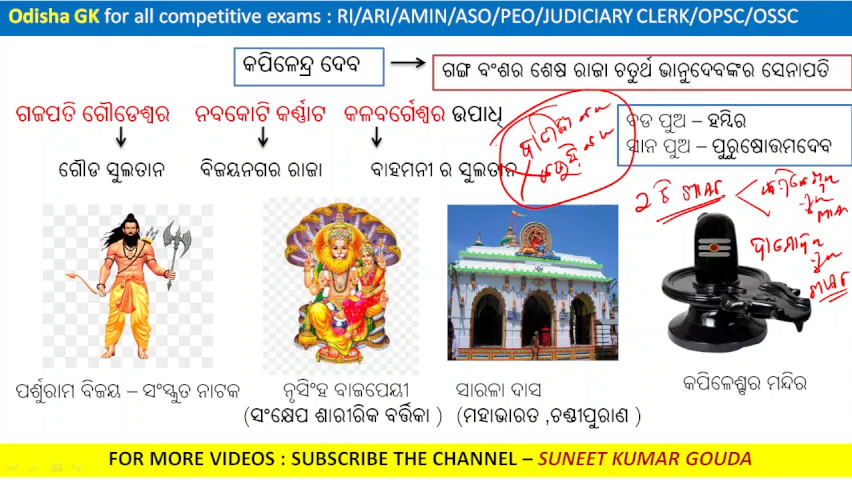 Odisha GK for all competitive exams : RI/ARI/AMIN/ASO/PEO/JUDICIARY CLERK/OPSC/OSSC
କପିଳେନ୍ଦ୍ର ଦେବ
ଗଙ୍ଗ ବଂଶର ଶେଷ ରାଜା ଚତୁର୍ଥ ଭାନୁଦେବଙ୍କର ସେନାପତି
ଗଜପତି ଗୌଡେଶ୍ୱର ନବକୋଟି କର୍ଣ୍ଣାଟ କଳବର୍ଗେଶ୍ୱର ଉପାଧି
ବଡ ପୁଅ – ହମ୍ୱିର
ସାନ ପୁଅ – ପୁରୁଷୋତ୍ତମଦେବ
ଗୌଡ ସୁଲତାନ ବିଜୟନଗର ରାଜା ବାହମନୀ ର ସୁଲତାନ
ପର୍ଶୁରାମ ବିଜୟ – ସଂସ୍କୃତ ନାଟକ
ନୃସିଂହ ବାଜପେୟୀ
(ସଂକ୍ଷେପ ଶାରୀରିକ ବର୍ତ୍ତିକା )
ସାରଳା ଦାସ
(ମହାଭାରତ ,ଚଣ୍ଡୀପୁରାଣ )
କପିଳେଶ୍ୱର ମନ୍ଦିର
FOR MORE VIDEOS : SUBSCRIBE THE CHANNEL – SUNEET KUMAR GOUDA